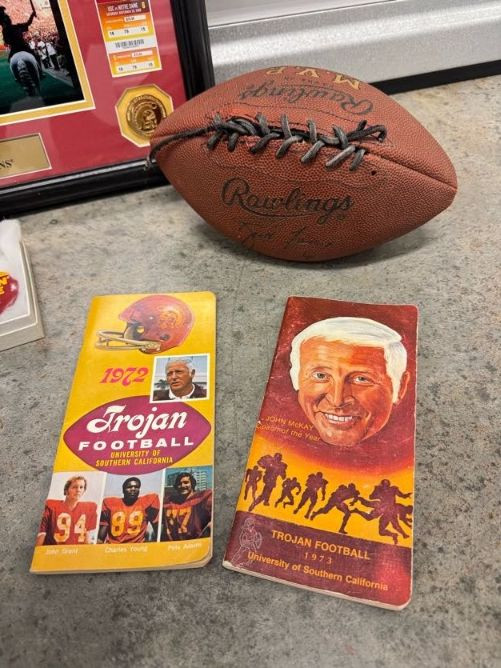 USC vs NOTRE DAME
Rawlings
MVP
Rawlings
1972
Trojan
FOOTBALL
UNIVERSITY OF
SOUTHERN CALIFORNIA
94
89
77
John Grant
Charles Young
Pete Adams
JOHN McKAY
Coach of the Year
TROJAN FOOTBALL
1973
University of Southern California